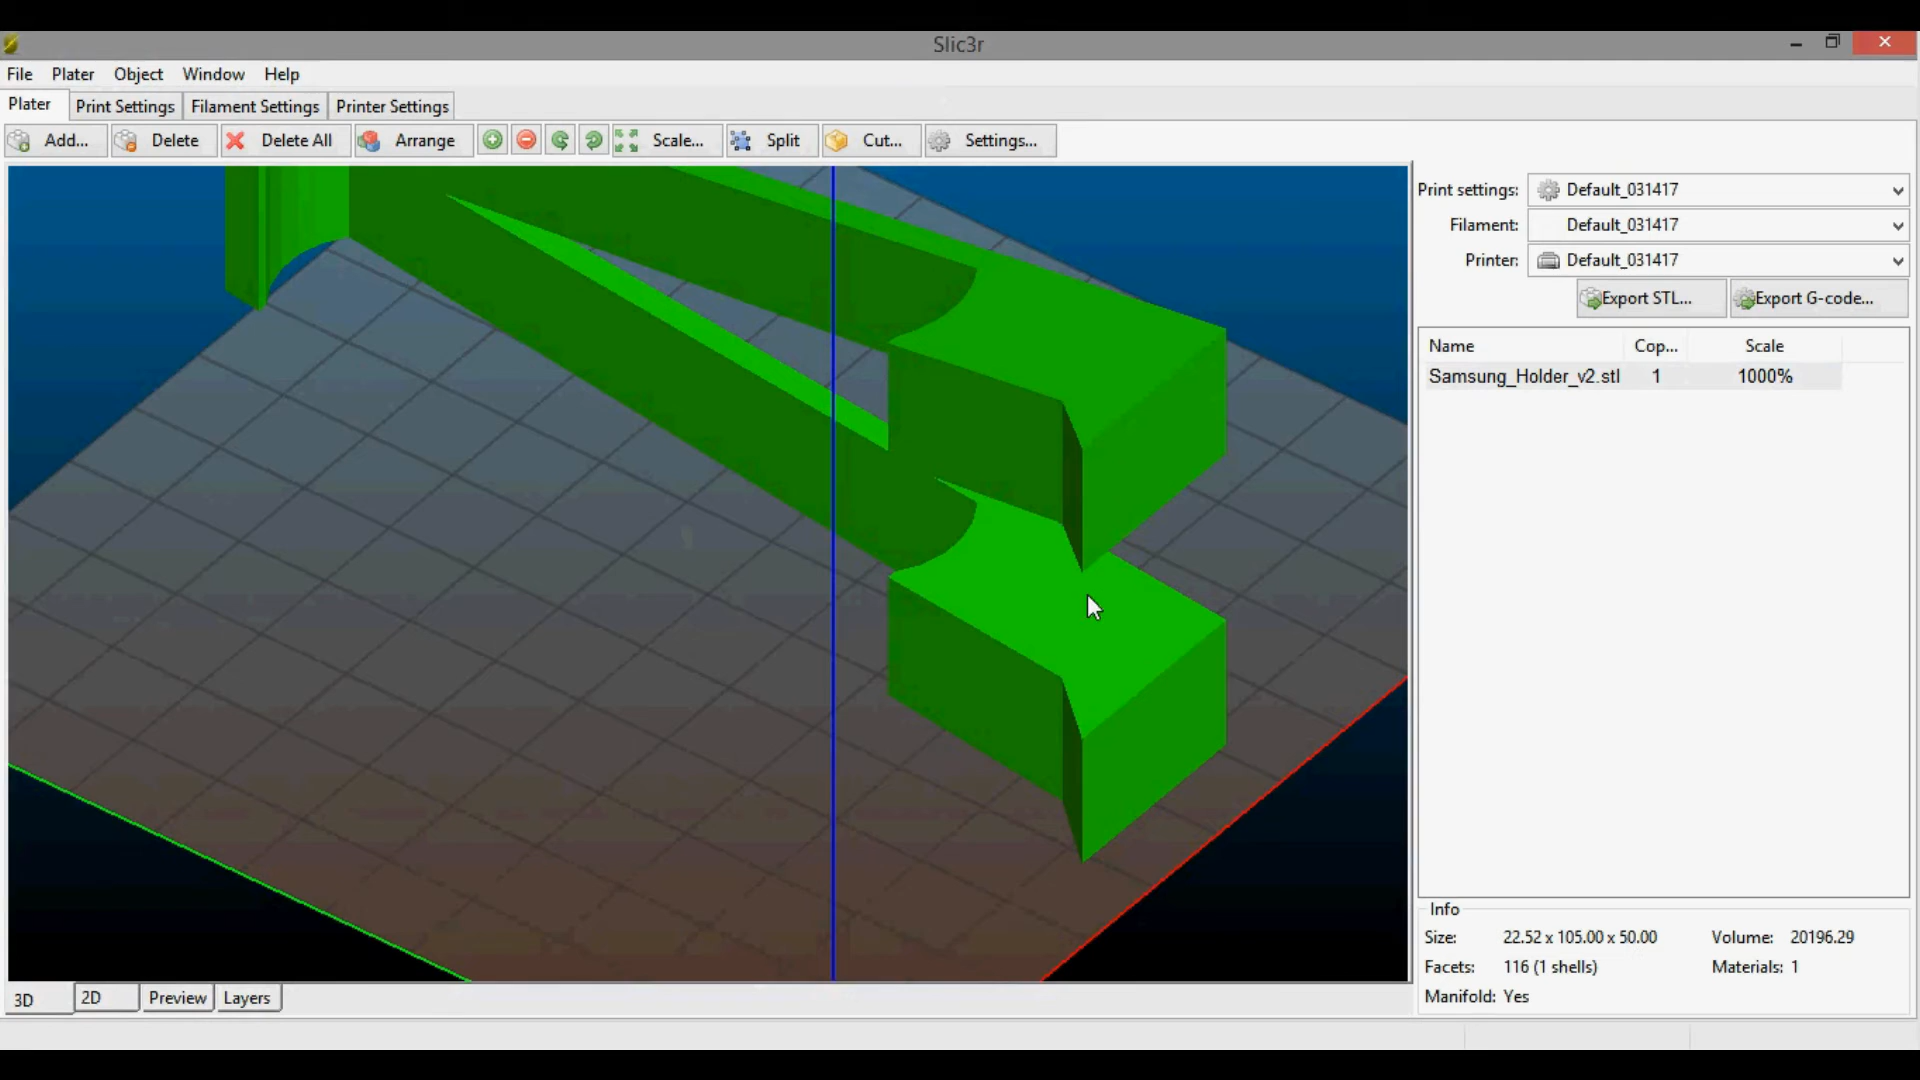 Slic3r
File Plater Object Window Help
Plater Print Settings Filament Settings Printer Settings
Add... Delete Delete All Arrange Scale... Split Cut... Settings...
Print settings: Default_031417
Filament: Default_031417
Printer: Default_031417
Export STL... Export G-code...
Name Cop... Scale
Samsung_Holder_v2.stl 1 1000%
Info
Size: 22.52 x 105.00 x 50.00 Volume: 20196.29
Facets: 116 (1 shells) Materials: 1
Manifold: Yes
3D 2D Preview Layers